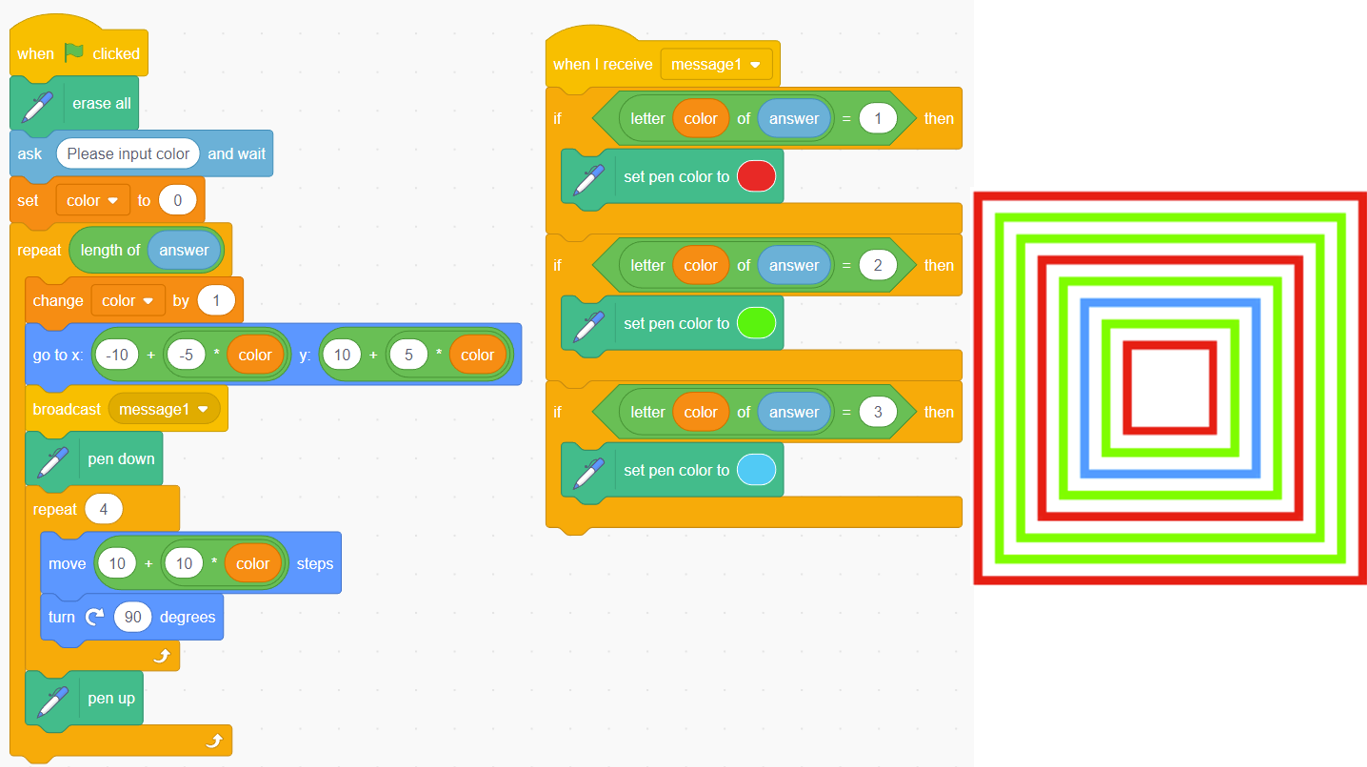 when clicked
erase all
ask Please input color and wait
set color to 0
repeat length of answer
change color by 1
go to x: -10 + -5 * color y: 10 + 5 * color
broadcast message1
pen down
repeat 4
move 10 + 10 * color steps
turn 90 degrees
pen up
when I receive message1
if letter color of answer = 1 then
set pen color to
if letter color of answer = 2 then
set pen color to
if letter color of answer = 3 then
set pen color to